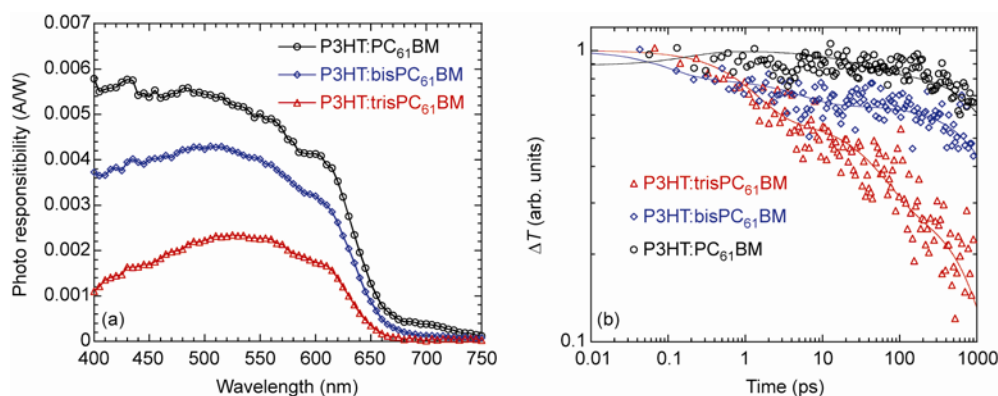 0.007
0.006
0.005
0.004
0.003
0.002
0.001
0
Photo responsibility (A/W)
P3HT:PC₆₁BM
P3HT:bisPC₆₁BM
P3HT:trisPC₆₁BM
(a)
400 450 500 550 600 650 700 750
Wavelength (nm)
1
0.1
ΔT (arb. units)
P3HT:trisPC₆₁BM
P3HT:bisPC₆₁BM
P3HT:PC₆₁BM
(b)
0.01 0.1 1 10 100 1000
Time (ps)